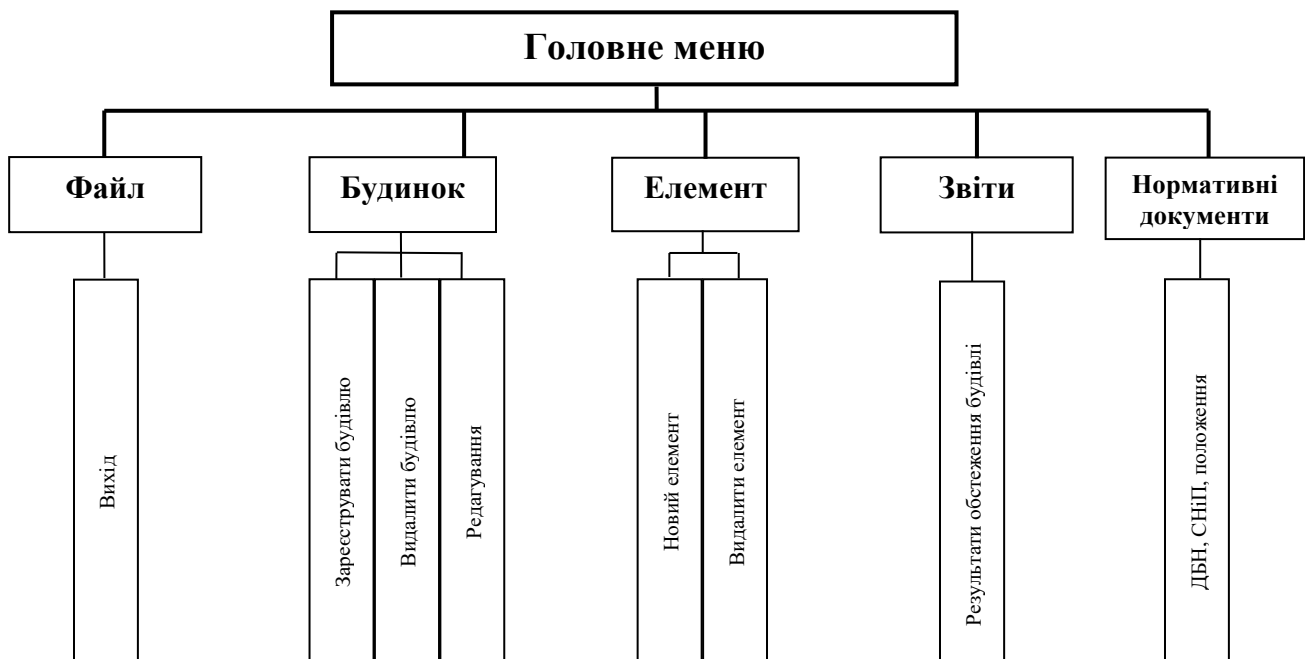 Головне меню
Файл
Будинок
Елемент
Звіти
Нормативні
документи
Вихід
Зареєструвати будівлю
Видалити будівлю
Редагування
Новий елемент
Видалити елемент
Результати обстеження будівлі
ДБН, СНіП, положення